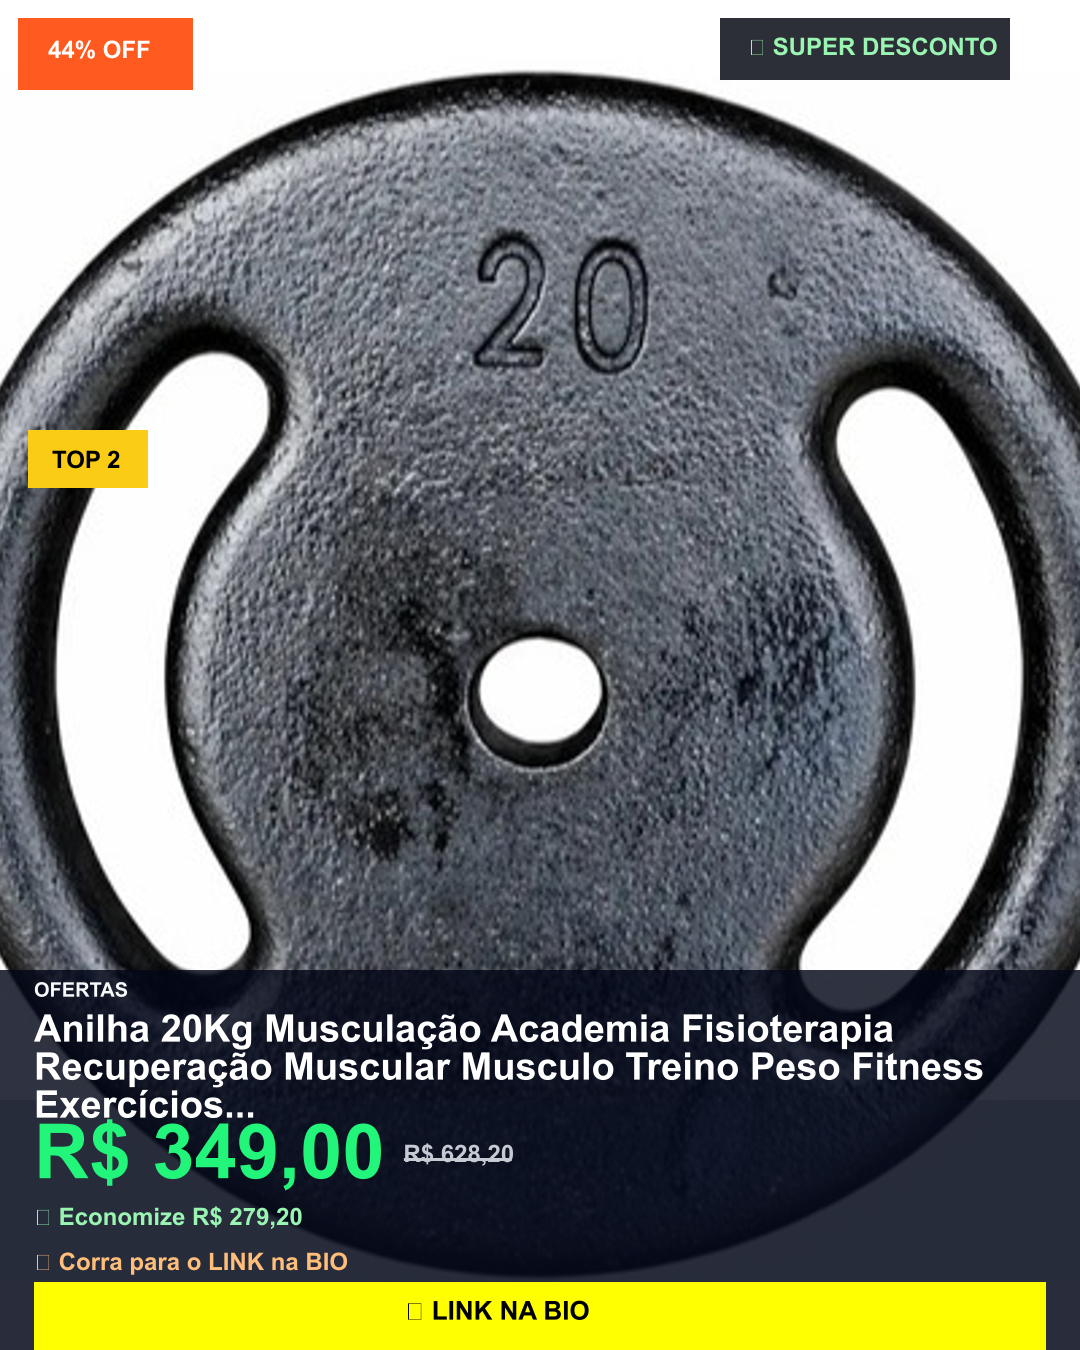 44% OFF
SUPER DESCONTO
20
TOP 2
OFERTAS
Anilha 20Kg Musculação Academia Fisioterapia
Recuperação Muscular Musculo Treino Peso Fitness
Exercícios...
R$ 349,00 R$ 628,20
Economize R$ 279,20
Corra para o LINK na BIO
LINK NA BIO